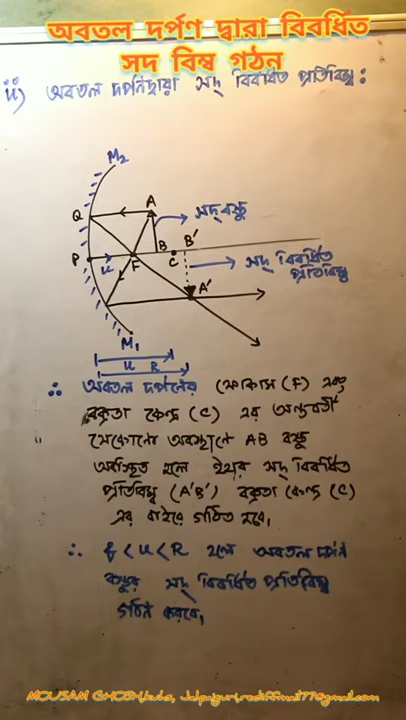 অবতল দর্পণ দ্বারা বিবর্ধিত
সদ বিম্ব গঠন
ii) অবতল দর্পনদ্বারা সদ্ বিবর্ধিত প্রতিবিম্ব:
M₂
Q
A
সদ্ বস্তু
P
F
B
C
B′
সদ্ বিবর্ধিত
প্রতিবিম্ব
A′
M₁
u R
∴ অবতল দর্পনের ফোকাস (F) এবং
বক্রতা কেন্দ্র (C) এর অন্তবর্তী
যেকোনো অবস্থানে AB বস্তু
অবস্থিত হলে ইহার সদ্ বিবর্ধিত
প্রতিবিম্ব (A′B′) বক্রতা কেন্দ্র (C)
এর বাইরে গঠিত হবে,
∴ f < u < R হলে অবতল দর্পন
বস্তুর সদ্ বিবর্ধিত প্রতিবিম্ব
গঠন করবে,